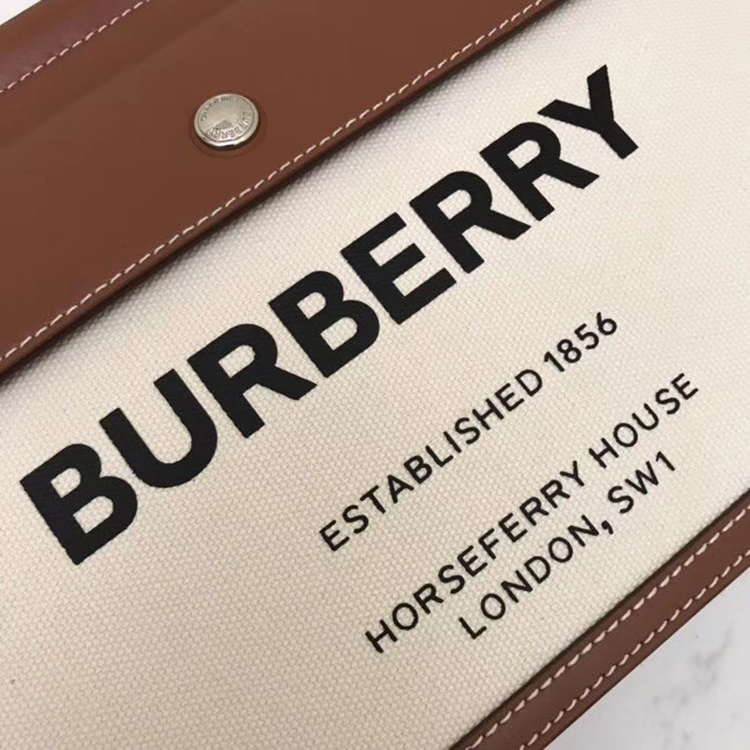 BURBERRY
ESTABLISHED 1856
HORSEFERRY HOUSE
LONDON, SW1